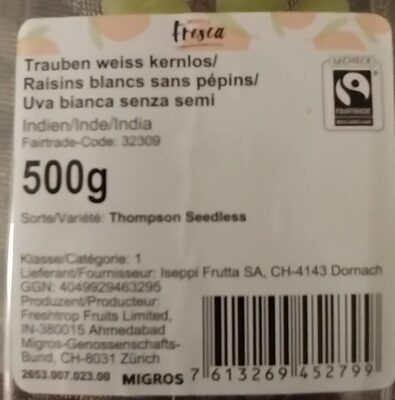 fresca
Trauben weiss kernlos/
Raisins blancs sans pépins/
Uva bianca senza semi
Indien/Inde/India
Fairtrade-Code: 32309
500g
Sorte/Variété: Thompson Seedless
FAIRTRADE
Klasse/Catégorie: 1
Lieferant/Fournisseur: Iseppi Frutta SA, CH-4143 Dornach
GGN: 4049929463295
Produzent/Producteur:
Freshtrop Fruits Limited,
IN-380015 Ahmedabad
Migros-Genossenschafts-
Bund, CH-8031 Zürich
2653.007.023.00 MIGROS 7 613269 452799